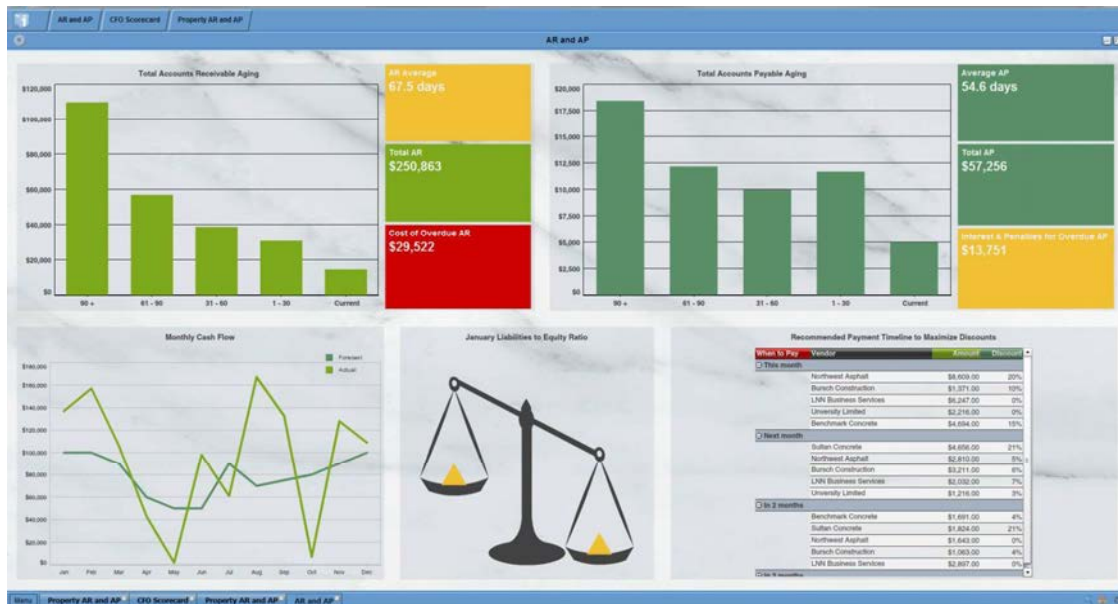 AR and AP
CFO Scorecard
Property AR and AP
AR and AP
Total Accounts Receivable Aging
$120,000
$100,000
$80,000
$60,000
$40,000
$20,000
$0
90 +
61 - 90
31 - 60
1 - 30
Current
AR Average
67.5 days
Total AR
$250,863
Cost of Overdue AR
$29,522
Total Accounts Payable Aging
$20,000
$17,500
$15,000
$12,500
$10,000
$7,500
$5,000
$2,500
$0
90 +
61 - 90
31 - 60
1 - 30
Current
Average AP
54.6 days
Total AP
$57,256
Interest & Penalties for Overdue AP
$13,751
Monthly Cash Flow
Forecast
Actual
$180,000
$160,000
$140,000
$120,000
$100,000
$80,000
$60,000
$40,000
$20,000
$0
Jan Feb Mar Apr May Jun Jul Aug Sep Oct Nov Dec
January Liabilities to Equity Ratio
Recommended Payment Timeline to Maximize Discounts
When to Pay Vendor Amount Discount
This month
Northwest Asphalt $8,609.00 20%
Bursch Construction $1,371.00 10%
LNN Business Services $6,247.00 0%
Unversity Limited $2,216.00 0%
Benchmark Concrete $4,694.00 15%
Next month
Sultan Concrete $4,656.00 21%
Northwest Asphalt $2,810.00 5%
Bursch Construction $3,211.00 6%
LNN Business Services $2,032.00 7%
Unversity Limited $1,216.00 3%
In 2 months
Benchmark Concrete $1,691.00 4%
Sultan Concrete $1,824.00 21%
Northwest Asphalt $1,643.00 0%
Bursch Construction $1,063.00 4%
LNN Business Services $2,897.00 0%
In 3 months
Menu
Property AR and AP
CFO Scorecard
Property AR and AP
AR and AP